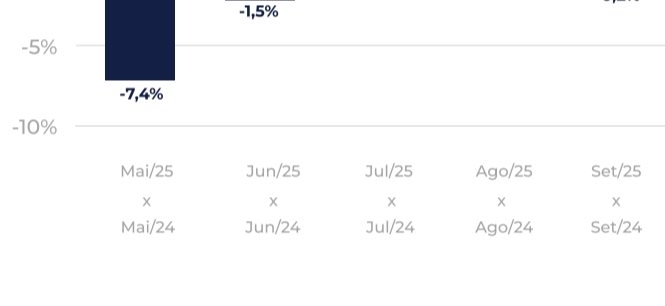 -1,5%
-5%
-7,4%
-10%
Mai/25 Jun/25 Jul/25 Ago/25 Set/25
x x x x x
Mai/24 Jun/24 Jul/24 Ago/24 Set/24